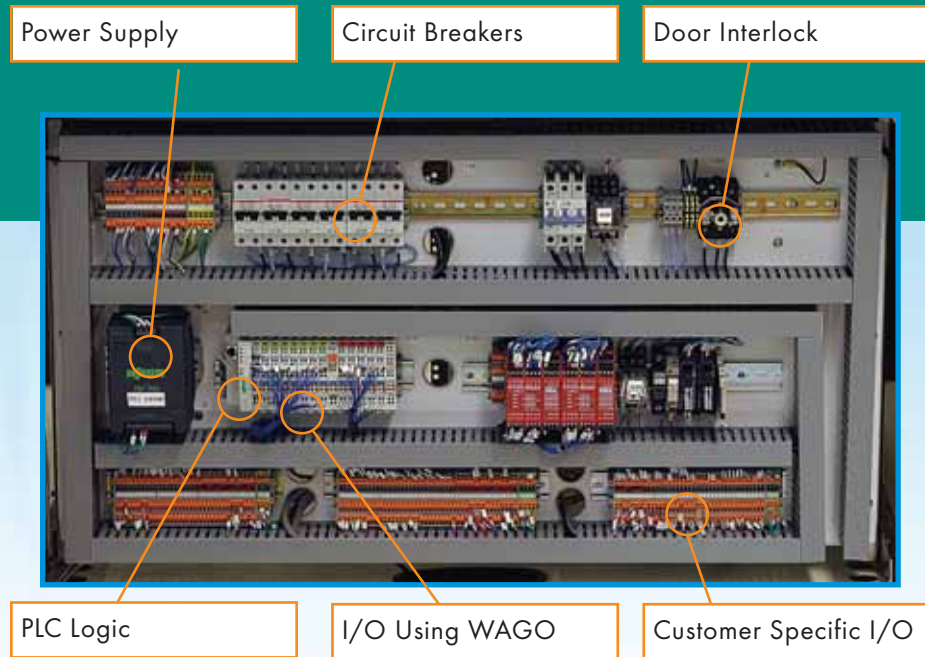 Power Supply
Circuit Breakers
Door Interlock
PLC Logic
I/O Using WAGO
Customer Specific I/O